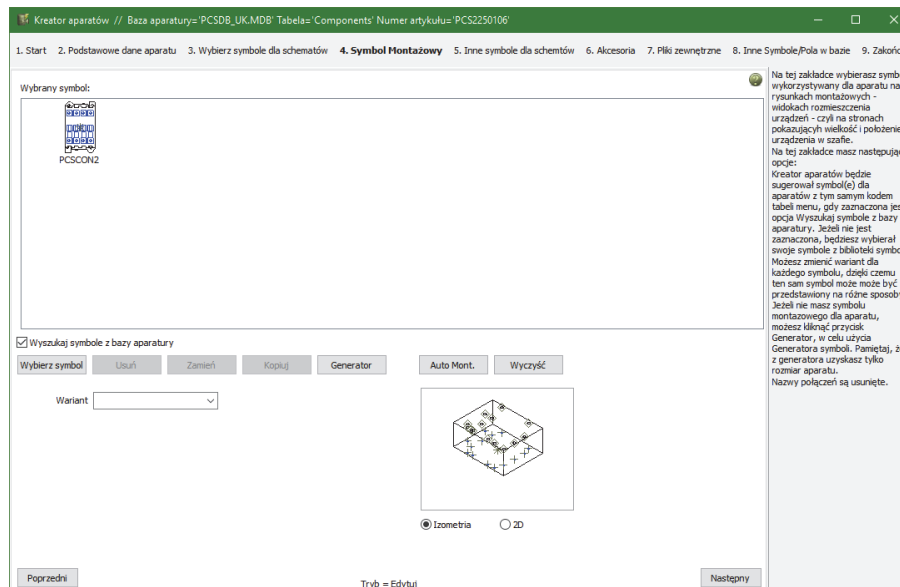 Kreator aparatów // Baza aparatury='PCSDB_UK.MDB' Tabela='Components' Numer artykułu='PCS2250106'
1. Start 2. Podstawowe dane aparatu 3. Wybierz symbole dla schematów 4. Symbol Montażowy 5. Inne symbole dla schemtów 6. Akcesoria 7. Pliki zewnętrzne 8. Inne Symbole/Pola w bazie 9. Zakońc
Wybrany symbol:
PCSCON2
Wyszukaj symbole z bazy aparatury
Wybierz symbol Usuń Zamień Kopiuj Generator Auto Mont. Wyczyść
Wariant
Izometria 2D
Poprzedni
Tryb = Edytuj
Następny
Na tej zakładce wybierasz symbo
wykorzystywany dla aparatu na
rysunkach montażowych -
widokach rozmieszczenia
urządzeń - czyli na stronach
pokazującyh wielkość i położenie
urządzenia w szafie.
Na tej zakładce masz następują
opcje:
Kreator aparatów będzie
sugerował symbol(e) dla
aparatów z tym samym kodem
tabeli menu, gdy zaznaczona jes
opcja Wyszukaj symbole z bazy
aparatury. Jeżeli nie jest
zaznaczona, będziesz wybierał
swoje symbole z biblioteki symbo
Możesz zmienić wariant dla
każdego symbolu, dzięki czemu
ten sam symbol może może być
przedstawiony na różne sposoby
Jeżeli nie masz symbolu
montazowego dla aparatu,
możesz kliknąć przycisk
Generator, w celu użycia
Generatora symboli. Pamiętaj, ż
z generatora uzyskasz tylko
rozmiar aparatu.
Nazwy połączeń są usunięte.